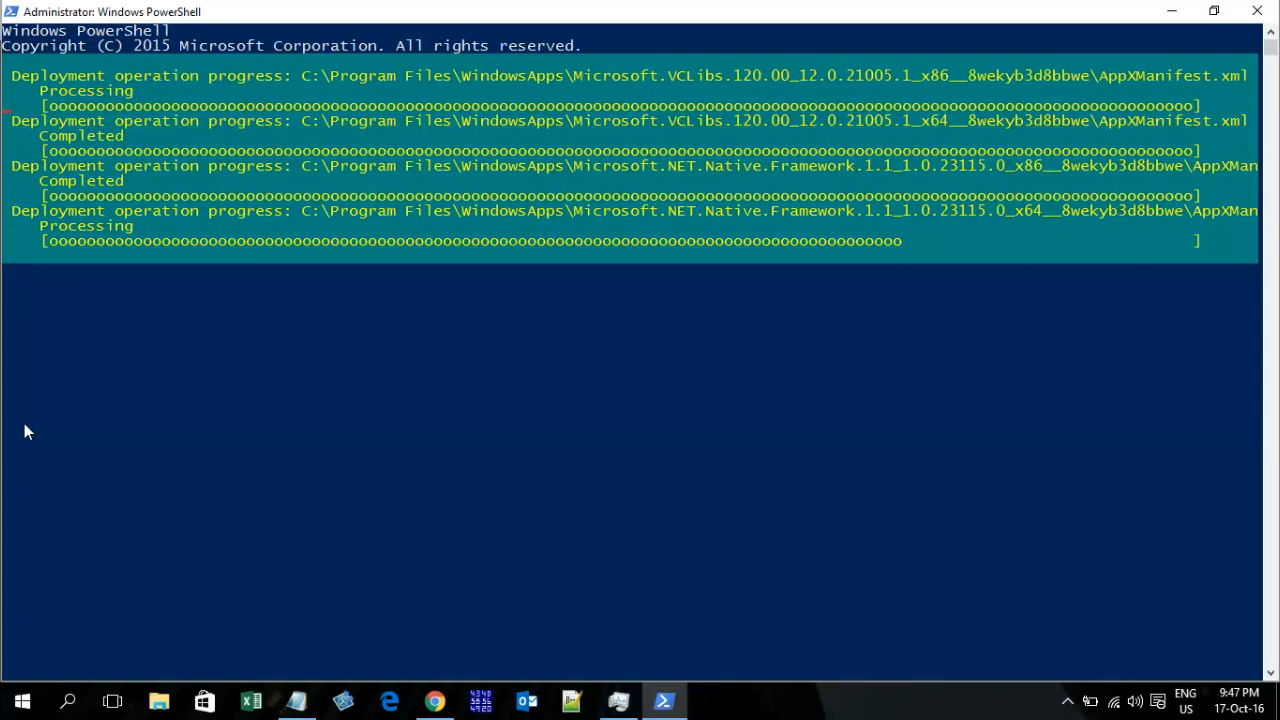 Administrator: Windows PowerShell
Windows PowerShell
Copyright (C) 2015 Microsoft Corporation. All rights reserved.
Deployment operation progress: C:\Program Files\WindowsApps\Microsoft.VCLibs.120.00_12.0.21005.1_x86__8wekyb3d8bbwe\AppXManifest.xml
Processing
[oooooooooooooooooooooooooooooooooooooooooooooooooooooooooooooooooooooooooooooooooooooooooooooooooooooooooooooooooooooooooo]
Deployment operation progress: C:\Program Files\WindowsApps\Microsoft.VCLibs.120.00_12.0.21005.1_x64__8wekyb3d8bbwe\AppXManifest.xml
Completed
[oooooooooooooooooooooooooooooooooooooooooooooooooooooooooooooooooooooooooooooooooooooooooooooooooooooooooooooooooooooooooo]
Deployment operation progress: C:\Program Files\WindowsApps\Microsoft.NET.Native.Framework.1.1_1.0.23115.0_x86__8wekyb3d8bbwe\AppXMan
Completed
[oooooooooooooooooooooooooooooooooooooooooooooooooooooooooooooooooooooooooooooooooooooooooooooooooooooooooooooooooooooooooo]
Deployment operation progress: C:\Program Files\WindowsApps\Microsoft.NET.Native.Framework.1.1_1.0.23115.0_x64__8wekyb3d8bbwe\AppXMan
Processing
[ooooooooooooooooooooooooooooooooooooooooooooooooooooooooooooooooooooooooooooooooooooooooooo                               ]
ENG
US
9:47 PM
17-Oct-16